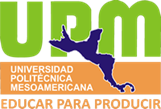 UPM
UNIVERSIDAD
POLITÉCNICA
MESOAMERICANA
EDUCAR PARA PRODUCIR